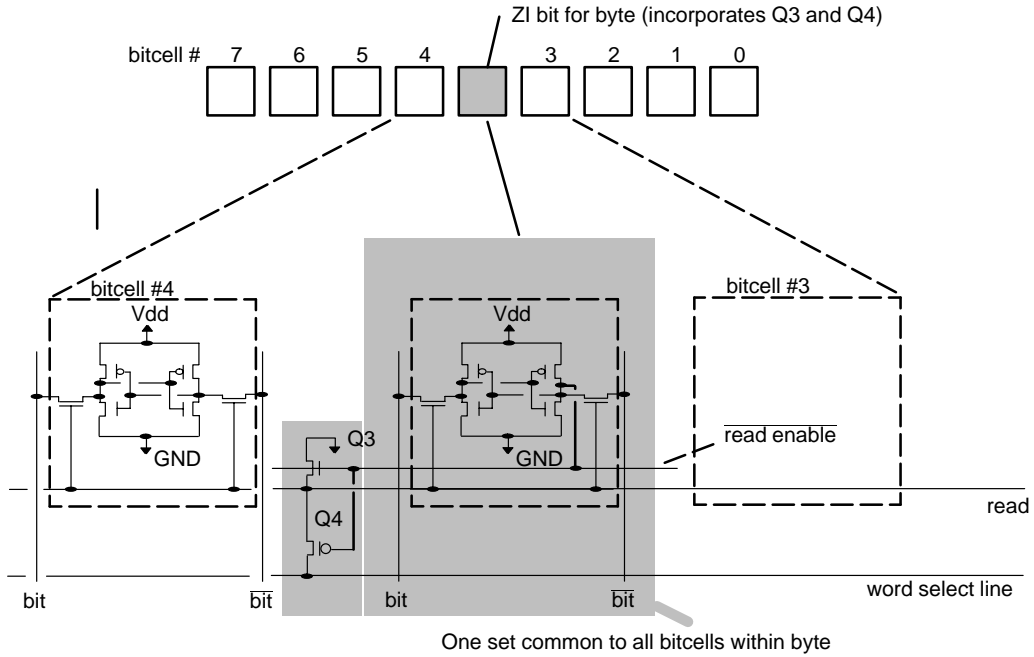 ZI bit for byte (incorporates Q3 and Q4)
bitcell # 7 6 5 4 3 2 1 0
bitcell #4
bitcell #3
Vdd
Vdd
Q3
read enable
GND
GND
read
Q4
word select line
bit
bit
bit
bit
One set common to all bitcells within byte